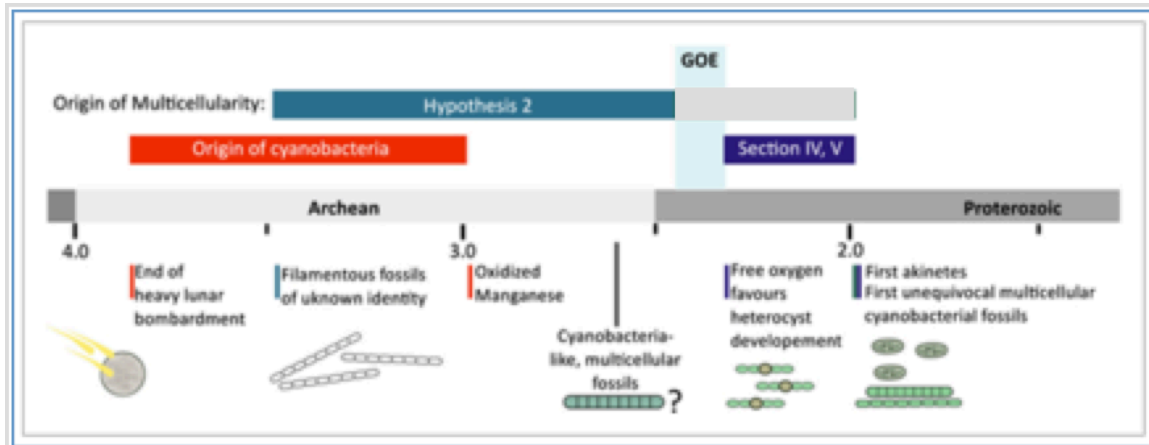 GOE
Origin of Multicellularity:
Hypothesis 2
Origin of cyanobacteria
Section IV, V
Archean
Proterozoic
4.0
3.0
2.0
End of
heavy lunar
bombardment
Filamentous fossils
of uknown identity
Oxidized
Manganese
Cyanobacteria-
like, multicellular
fossils
?
Free oxygen
favours
heterocyst
developement
First akinetes
First unequivocal multicellular
cyanobacterial fossils